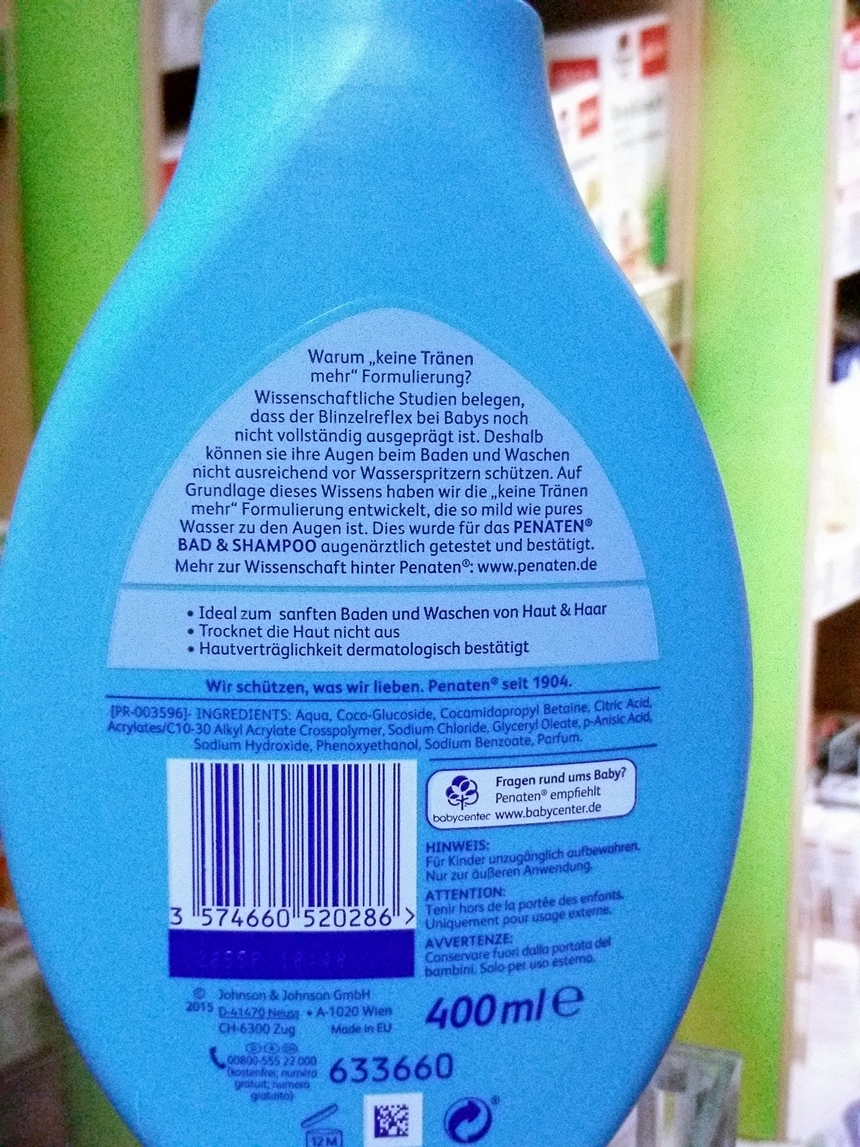 Warum „keine Tränen
mehr“ Formulierung?
Wissenschaftliche Studien belegen,
dass der Blinzelreflex bei Babys noch
nicht vollständig ausgeprägt ist. Deshalb
können sie ihre Augen beim Baden und Waschen
nicht ausreichend vor Wasserspritzern schützen. Auf
Grundlage dieses Wissens haben wir die „keine Tränen
mehr“ Formulierung entwickelt, die so mild wie pures
Wasser zu den Augen ist. Dies wurde für das PENATEN®
BAD & SHAMPOO augenärztlich getestet und bestätigt.
Mehr zur Wissenschaft hinter Penaten®: www.penaten.de
• Ideal zum sanften Baden und Waschen von Haut & Haar
• Trocknet die Haut nicht aus
• Hautverträglichkeit dermatologisch bestätigt
Wir schützen, was wir lieben. Penaten® seit 1904.
[PR-003596]- INGREDIENTS: Aqua, Coco-Glucoside, Cocamidopropyl Betaine, Citric Acid,
Acrylates/C10-30 Alkyl Acrylate Crosspolymer, Sodium Chloride, Glyceryl Oleate, p-Anisic Acid,
Sodium Hydroxide, Phenoxyethanol, Sodium Benzoate, Parfum.
Fragen rund ums Baby?
Penaten® empfiehlt
babycenter www.babycenter.de
HINWEIS:
Für Kinder unzugänglich aufbewahren.
Nur zur äußeren Anwendung.
ATTENTION:
Tenir hors de la portée des enfants.
Uniquement pour usage externe.
AVVERTENZE:
Conservare fuori dalla portata dei
bambini. Solo per uso esterno.
3 574660 520286 >
© Johnson & Johnson GmbH
2015 D-41470 Neuss • A-1020 Wien
CH-6300 Zug Made in EU
400 ml e
00800-555 22 000
(kostenfrei, numéro
gratuit, numero
gratuito)
633660
12 M